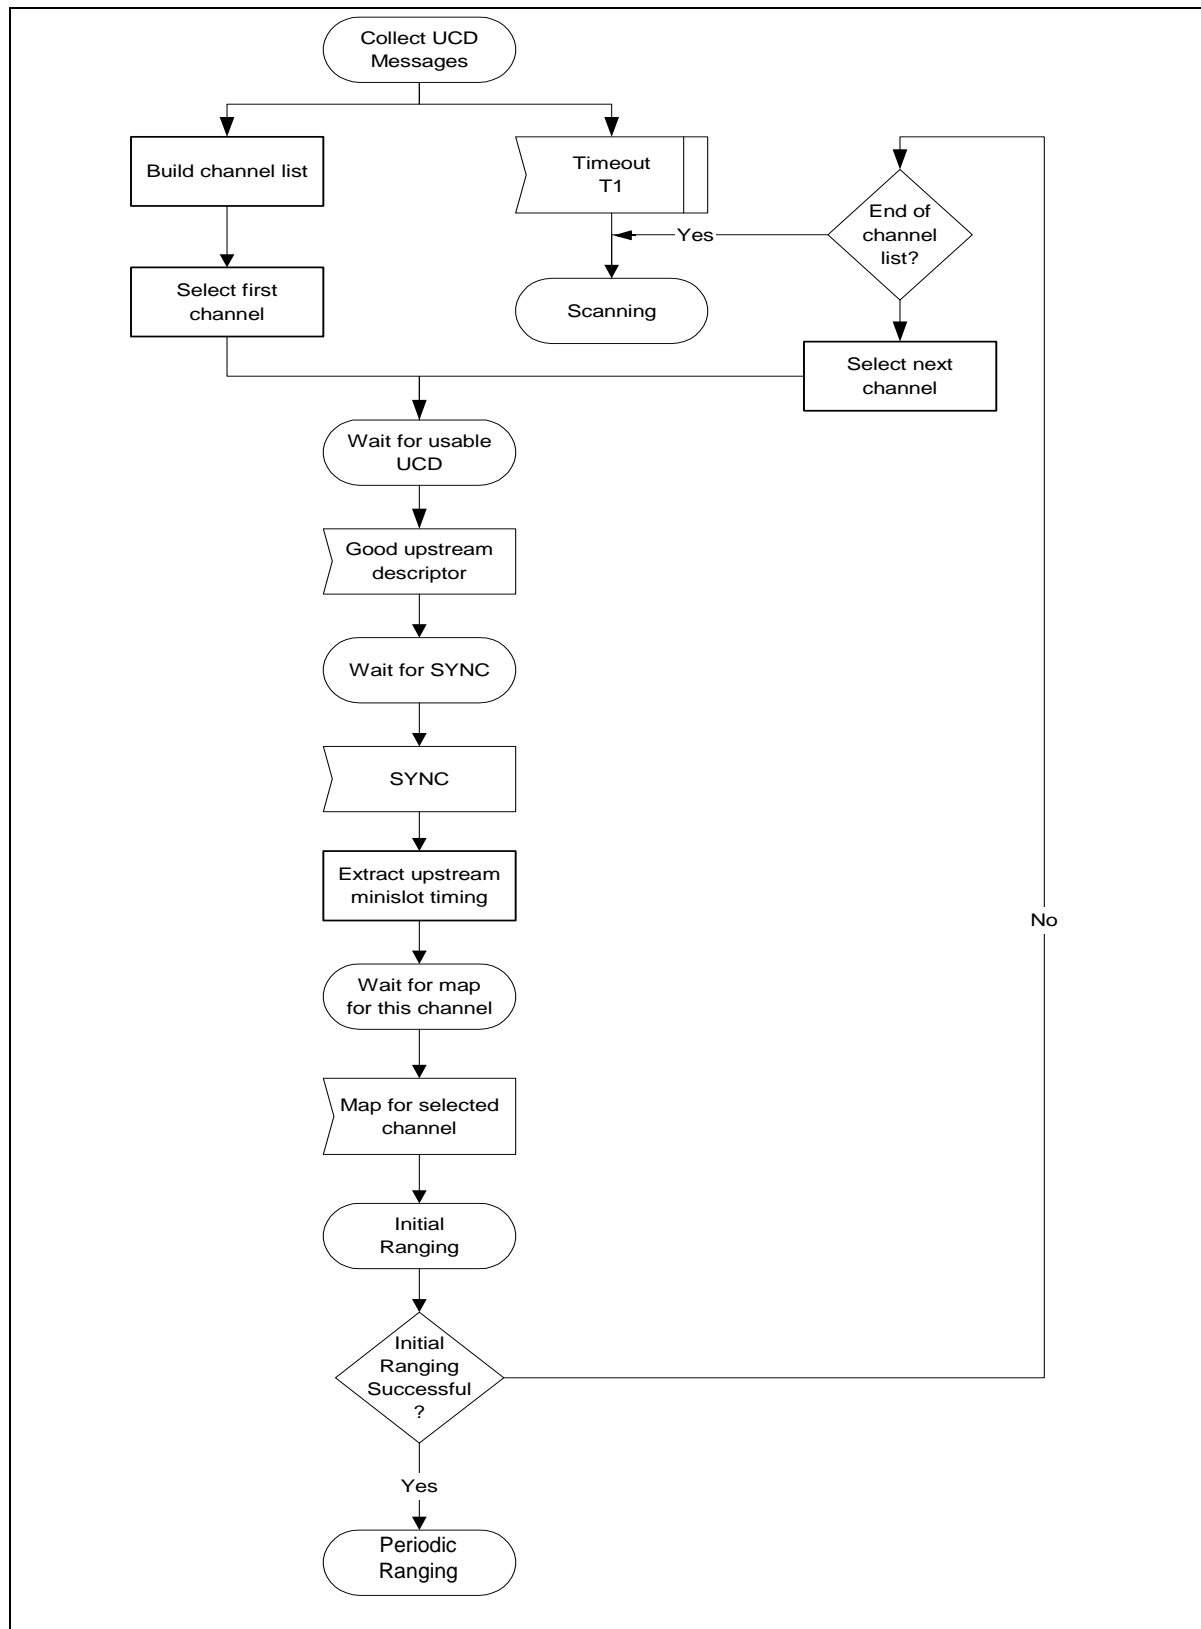 Collect UCD
Messages
Build channel list
Timeout
T1
End of
channel
list?
Yes
Select first
channel
Scanning
Select next
channel
Wait for usable
UCD
Good upstream
descriptor
Wait for SYNC
SYNC
Extract upstream
minislot timing
No
Wait for map
for this channel
Map for selected
channel
Initial
Ranging
Initial
Ranging
Successful
?
Yes
Periodic
Ranging